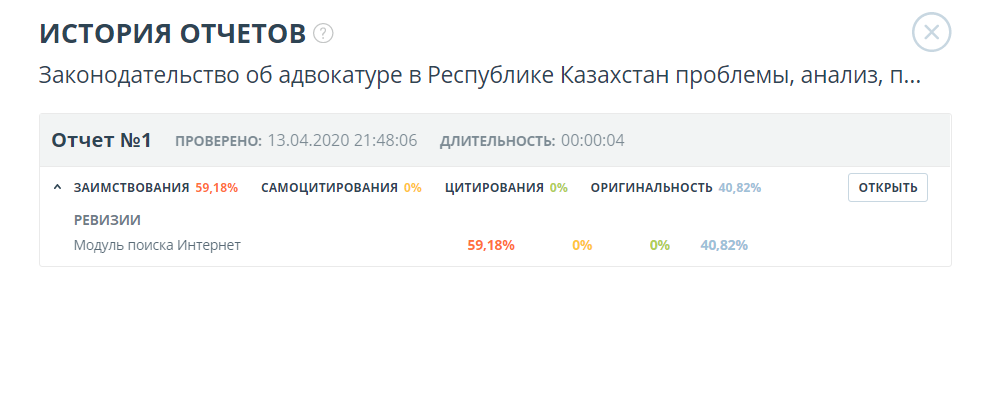 ИСТОРИЯ ОТЧЕТОВ ?
Законодательство об адвокатуре в Республике Казахстан проблемы, анализ, п...
Отчет №1 ПРОВЕРЕНО: 13.04.2020 21:48:06 ДЛИТЕЛЬНОСТЬ: 00:00:04
ЗАИМСТВОВАНИЯ 59,18% САМОЦИТИРОВАНИЯ 0% ЦИТИРОВАНИЯ 0% ОРИГИНАЛЬНОСТЬ 40,82% ОТКРЫТЬ
РЕВИЗИИ
Модуль поиска Интернет 59,18% 0% 0% 40,82%